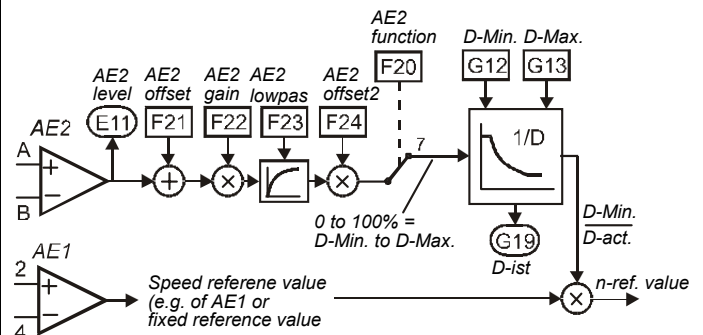 AE2
function
D-Min. D-Max.
F20
G12 G13
AE2
level
AE2
offset
AE2
gain
AE2
lowpas
AE2
offset2
AE2
E11
F21
F22
F23
F24
A
+
B
−
+
×
×
7
1/D
0 to 100% =
D-Min. to D-Max.
G19
D-ist
D-Min.
D-act.
AE1
2
+
4
−
Speed referene value
(e.g. of AE1 or
fixed reference value
×
n-ref. value